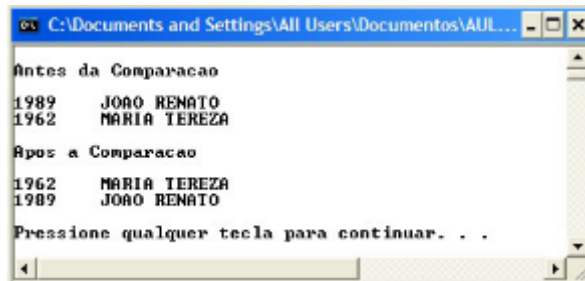 C:\Documents and Settings\All Users\Documentos\AUL...
Antes da Comparacao
1989 JOAO RENATO
1962 MARIA TEREZA
Apos a Comparacao
1962 MARIA TEREZA
1989 JOAO RENATO
Pressione qualquer tecla para continuar. . .